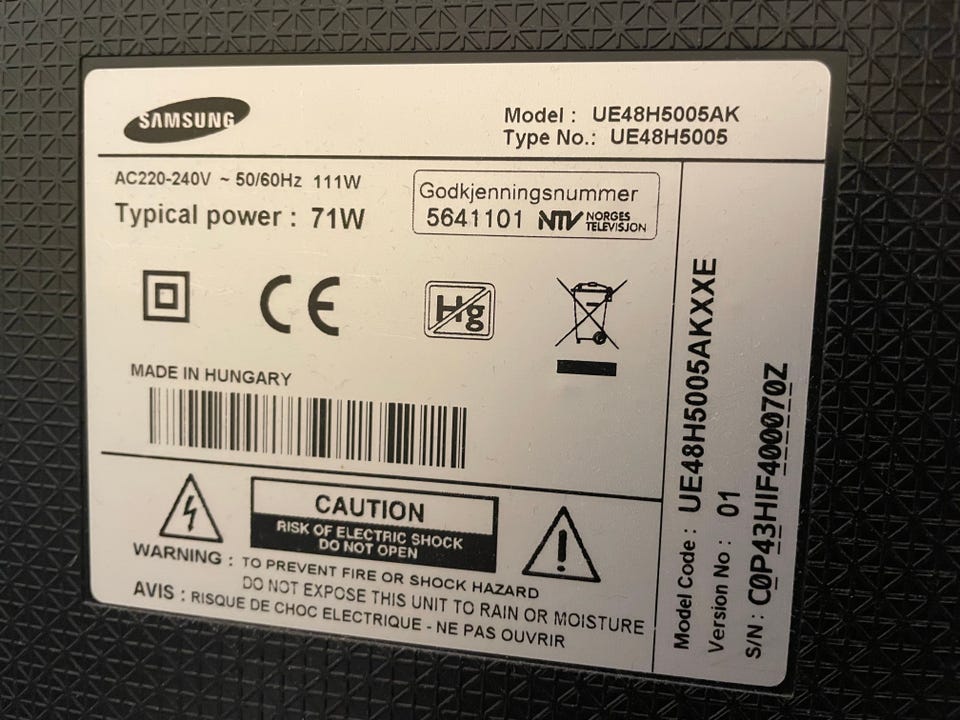 SAMSUNG
Model : UE48H5005AK
Type No.: UE48H5005
AC220-240V ~ 50/60Hz 111W
Typical power : 71W
Godkjenningsnummer
5641101 NTV NORGES TELEVISJON
CE
Hg
MADE IN HUNGARY
CAUTION
RISK OF ELECTRIC SHOCK
DO NOT OPEN
WARNING : TO PREVENT FIRE OR SHOCK HAZARD
DO NOT EXPOSE THIS UNIT TO RAIN OR MOISTURE
AVIS : RISQUE DE CHOC ELECTRIQUE - NE PAS OUVRIR
Model Code : UE48H5005AKXXE
Version No : 01
S/N : C0P43HIF400070Z